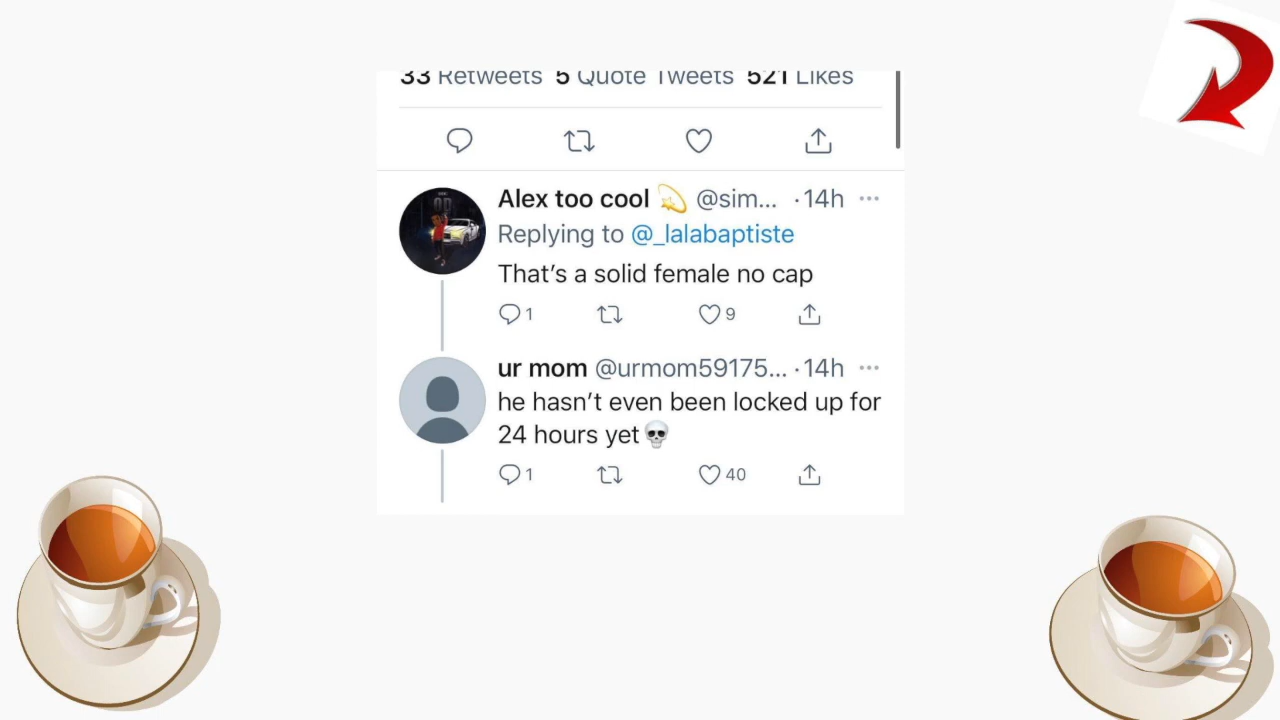 33 Retweets 5 Quote Tweets 521 Likes
Alex too cool 💫 @sim... · 14h ···
Replying to @_lalabaptiste
That's a solid female no cap
1 9
ur mom @urmom59175... · 14h ···
he hasn't even been locked up for
24 hours yet💀
1 40